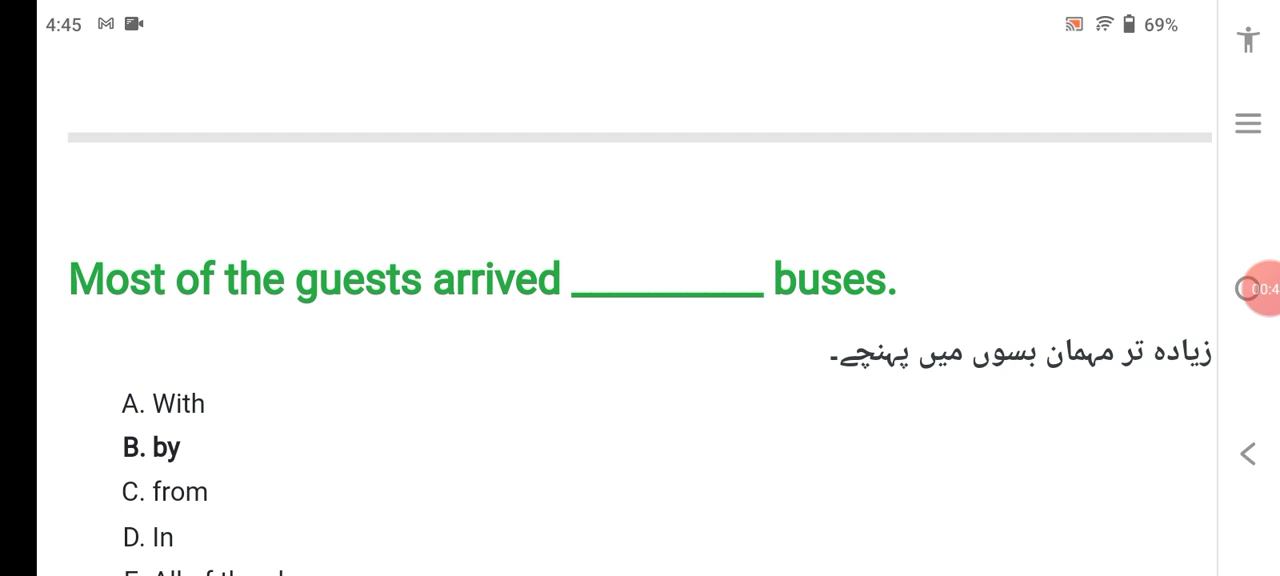 4:45
69%
Most of the guests arrived __________ buses.
زیادہ تر مہمان بسوں میں پہنچے۔
A. With
B. by
C. from
D. In